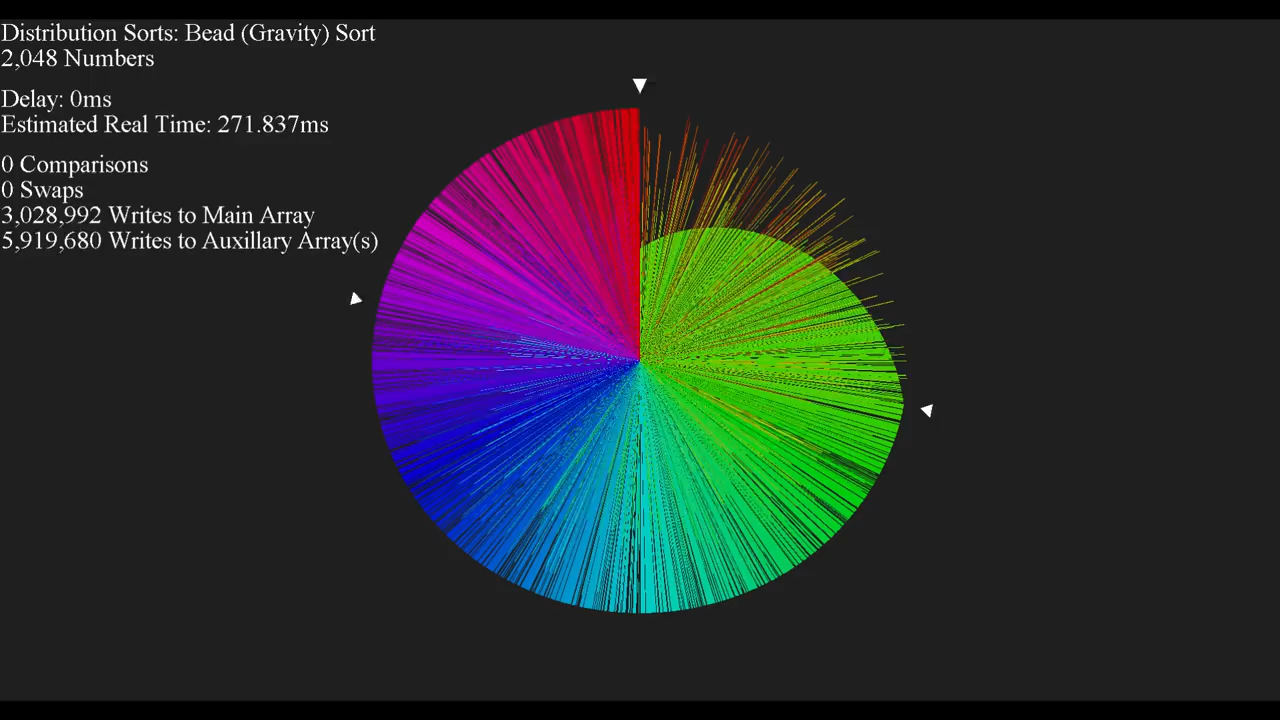 Distribution Sorts: Bead (Gravity) Sort
2,048 Numbers
Delay: 0ms
Estimated Real Time: 271.837ms
0 Comparisons
0 Swaps
3,028,992 Writes to Main Array
5,919,680 Writes to Auxillary Array(s)